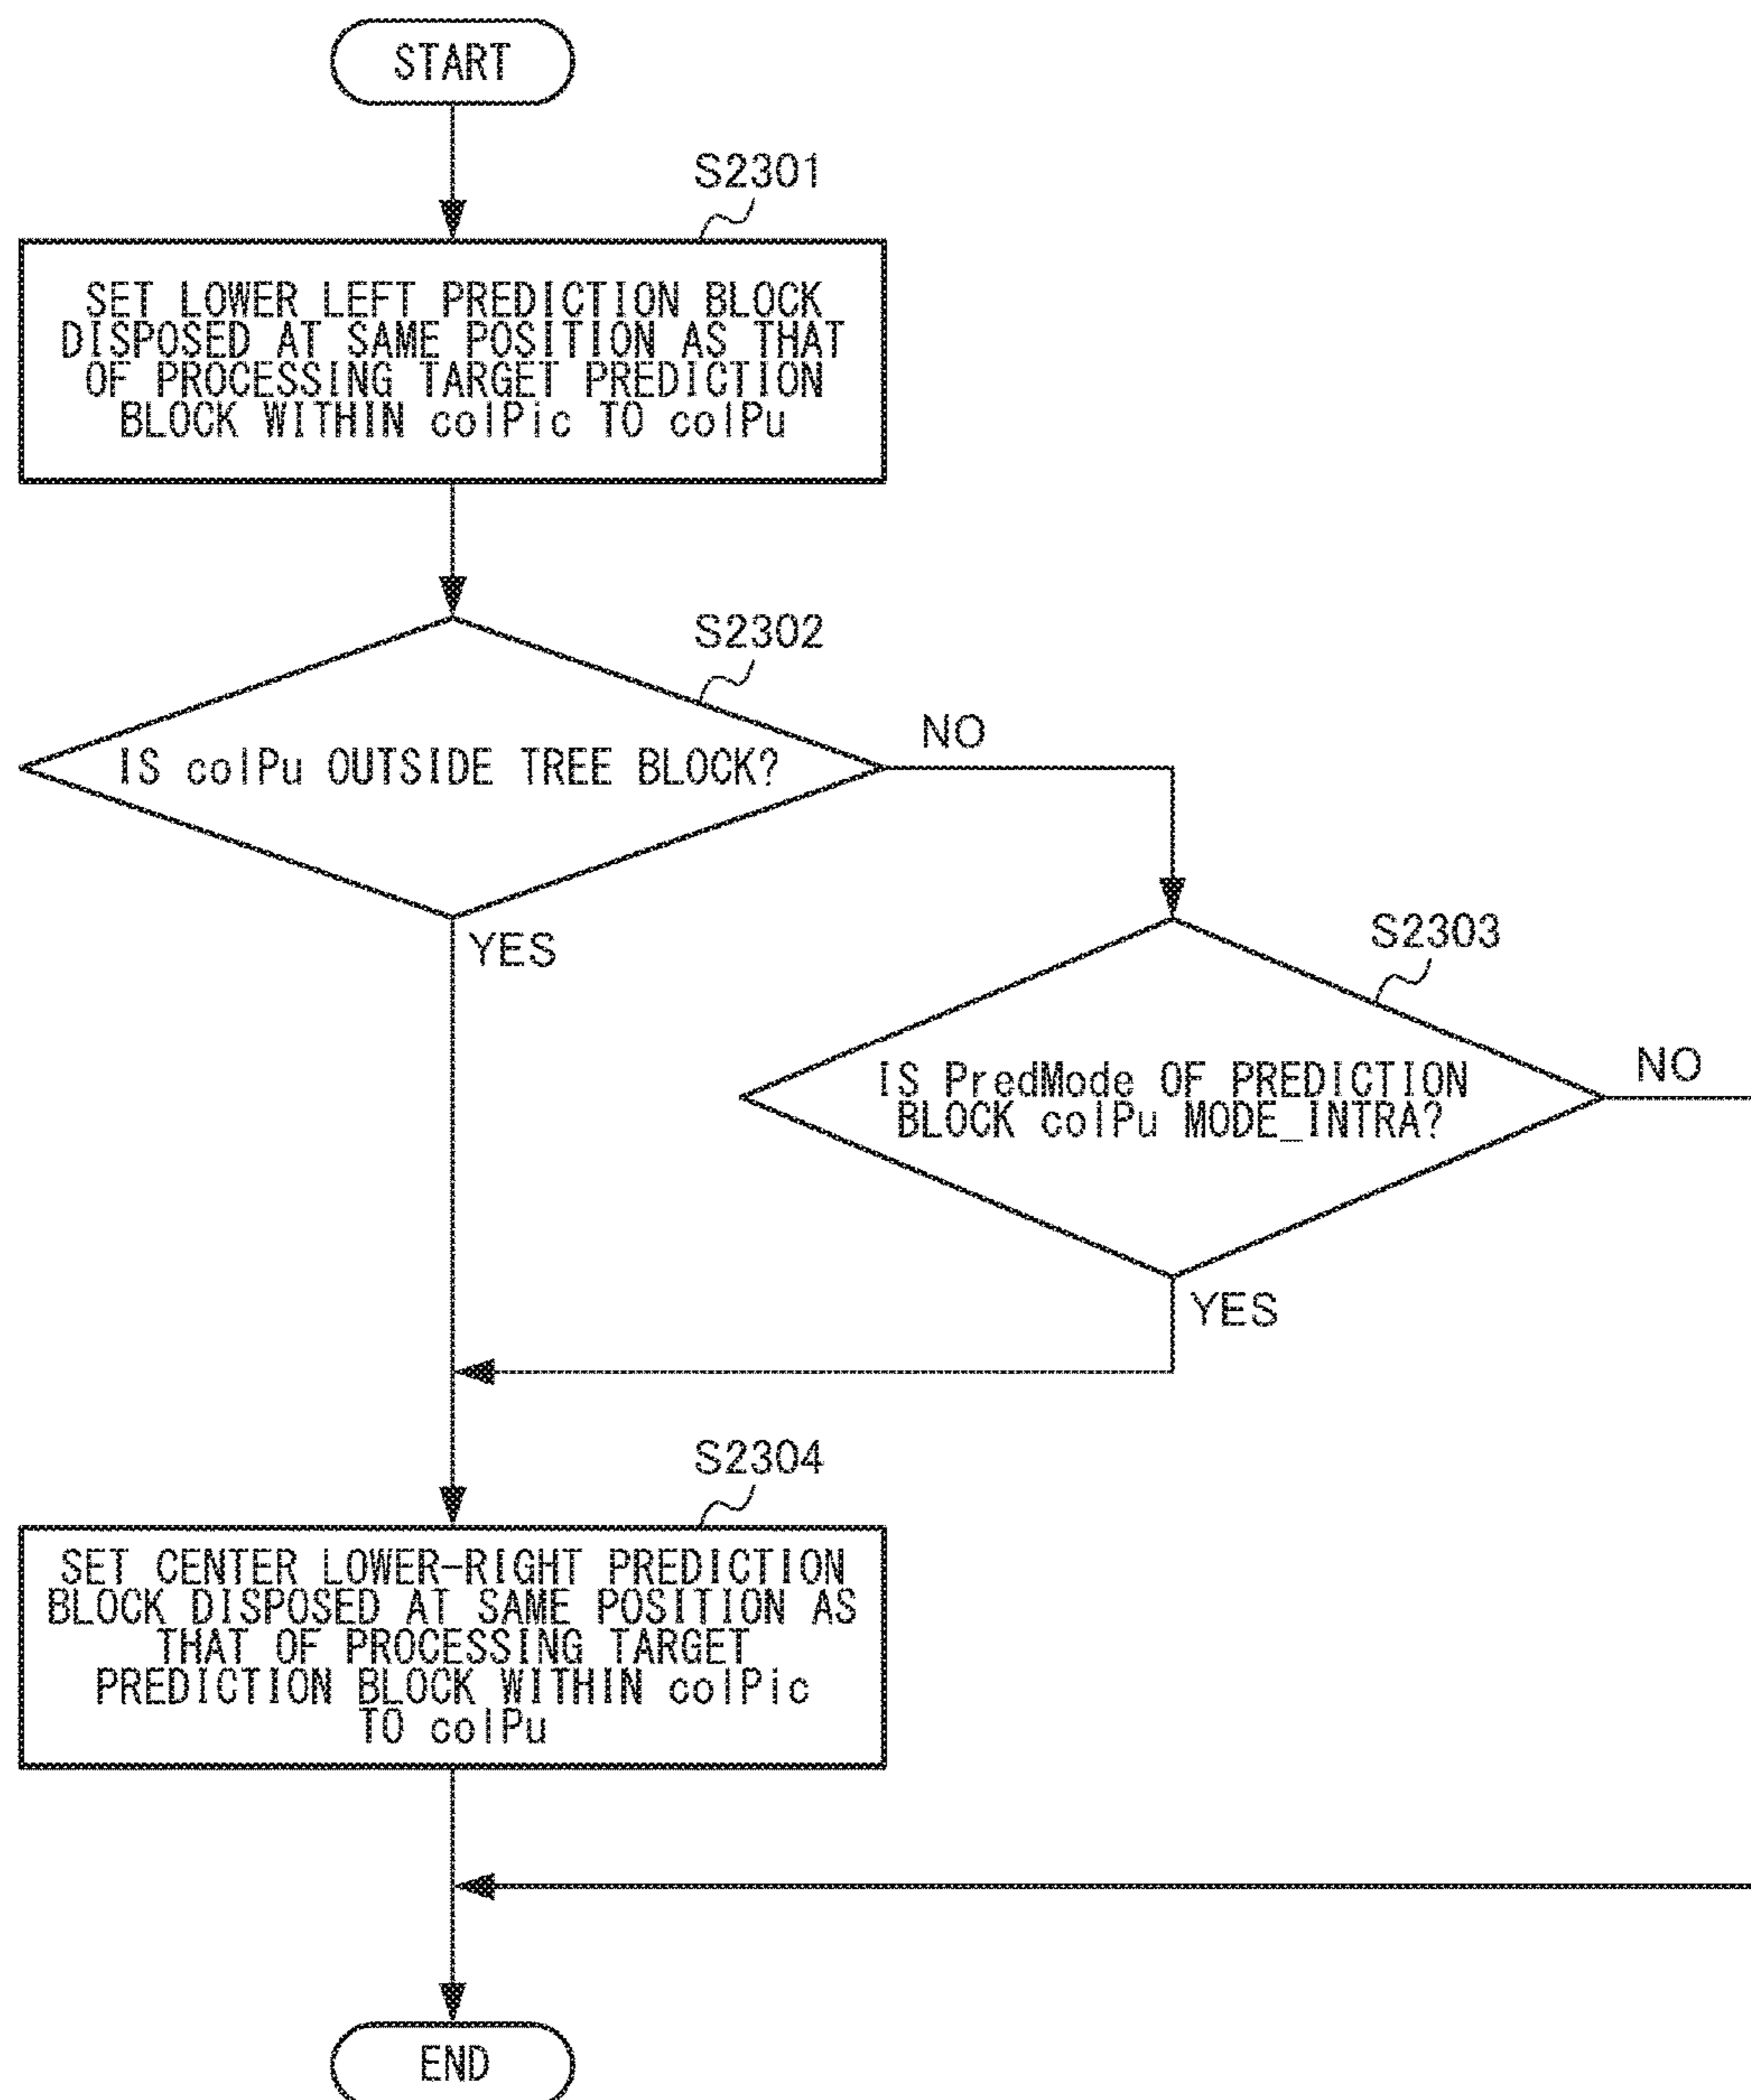 START
S2301
SET LOWER LEFT PREDICTION BLOCK
DISPOSED AT SAME POSITION AS THAT
OF PROCESSING TARGET PREDICTION
BLOCK WITHIN colPic TO colPu
S2302
IS colPu OUTSIDE TREE BLOCK?
NO
YES
S2303
IS PredMode OF PREDICTION
BLOCK colPu MODE_INTRA?
NO
YES
S2304
SET CENTER LOWER-RIGHT PREDICTION
BLOCK DISPOSED AT SAME POSITION AS
THAT OF PROCESSING TARGET
PREDICTION BLOCK WITHIN colPic
TO colPu
END